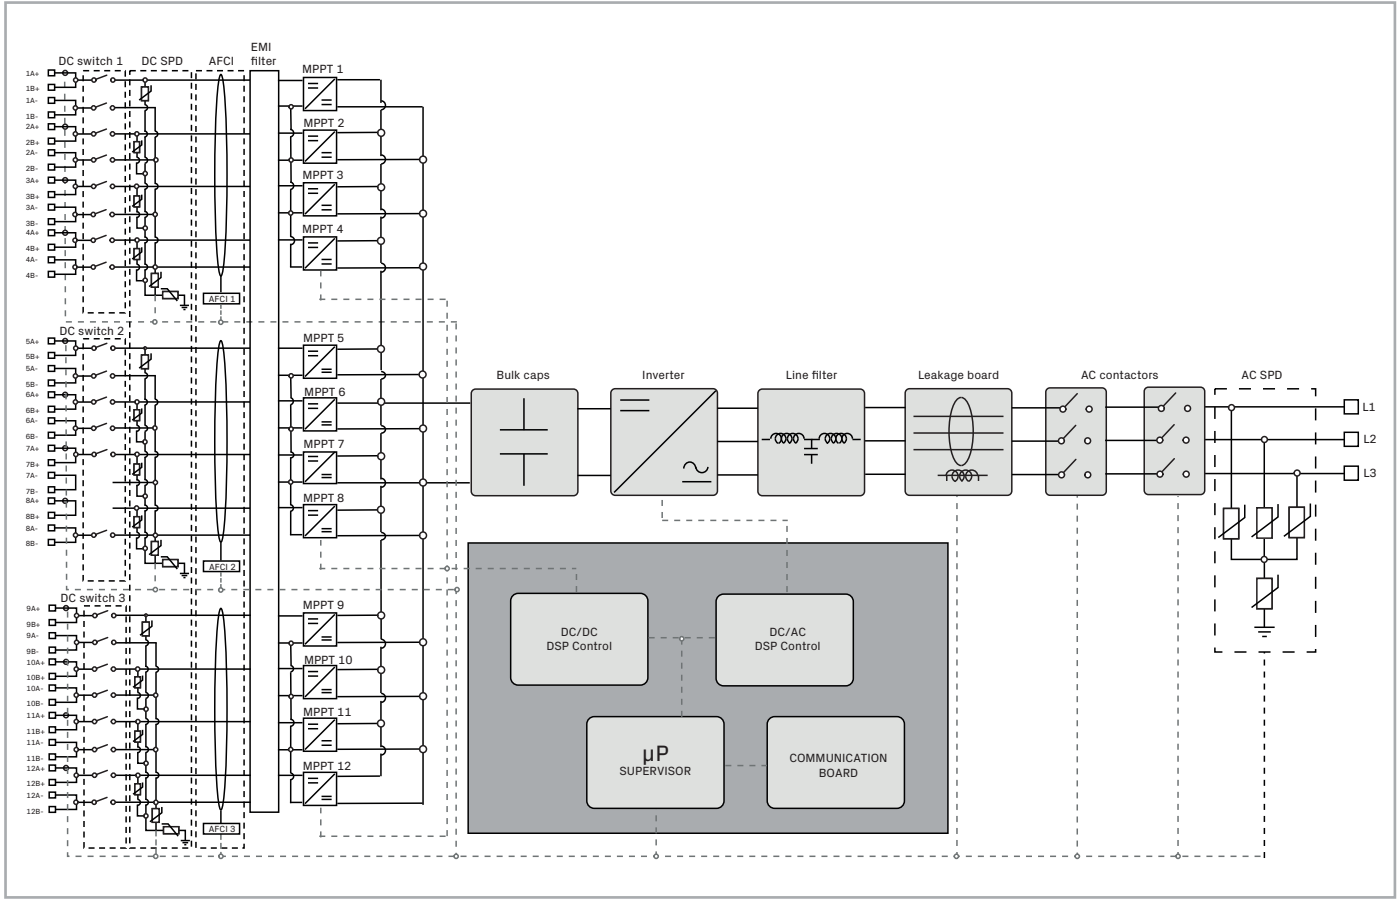 EMI
filter
DC switch 1
DC SPD
AFCI
MPPT 1
1A+
1B+
1A-
1B-
MPPT 2
2A+
2B+
2A-
2B-
MPPT 3
3A+
3B+
3A-
3B-
MPPT 4
4A+
4B+
4A-
4B-
AFCI 1
DC switch 2
MPPT 5
5A+
5B+
5A-
5B-
MPPT 6
6A+
6B+
6A-
6B-
MPPT 7
7A+
7B+
7A-
7B-
MPPT 8
8A+
8B+
8A-
8B-
AFCI 2
DC switch 3
MPPT 9
9A+
9B+
9A-
9B-
MPPT 10
10A+
10B+
10A-
10B-
MPPT 11
11A+
11B+
11A-
11B-
MPPT 12
12A+
12B+
12A-
12B-
AFCI 3
Bulk caps
Inverter
Line filter
Leakage board
AC contactors
AC SPD
L1
L2
L3
DC/DC
DSP Control
DC/AC
DSP Control
µP
SUPERVISOR
COMMUNICATION
BOARD